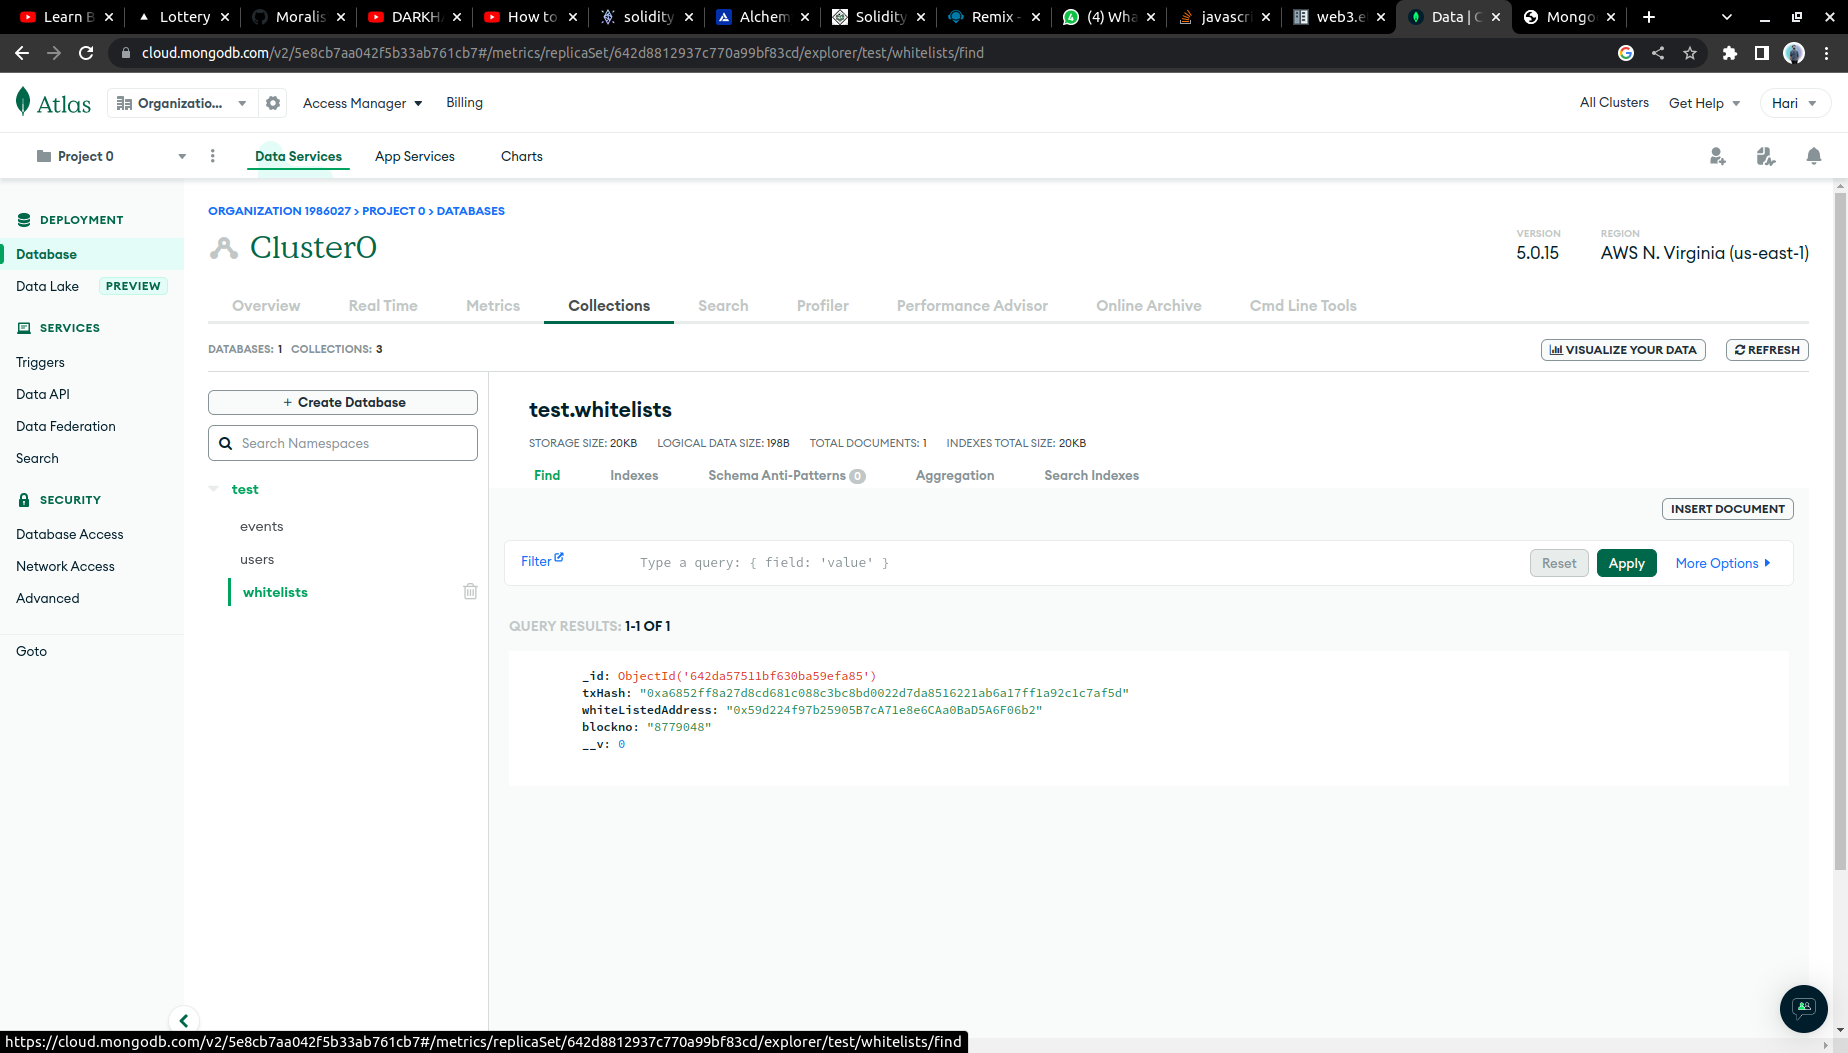 Learn B
Lottery
Moralis
DARKHA
How to
solidity
Alchem
Solidity
Remix -
(4) Wha
javascri
web3.e
Data | C
Mongo
cloud.mongodb.com/v2/5e8cb7aa042f5b33ab761cb7#/metrics/replicaSet/642d8812937c770a99bf83cd/explorer/test/whitelists/find
Atlas
Organizatio...
Access Manager
Billing
All Clusters
Get Help
Hari
Project 0
Data Services
App Services
Charts
DEPLOYMENT
Database
Data Lake PREVIEW
SERVICES
Triggers
Data API
Data Federation
Search
SECURITY
Database Access
Network Access
Advanced
Goto
ORGANIZATION 1986027 > PROJECT 0 > DATABASES
Cluster0
VERSION
5.0.15
REGION
AWS N. Virginia (us-east-1)
Overview
Real Time
Metrics
Collections
Search
Profiler
Performance Advisor
Online Archive
Cmd Line Tools
DATABASES: 1 COLLECTIONS: 3
VISUALIZE YOUR DATA
REFRESH
+ Create Database
Search Namespaces
test
events
users
whitelists
test.whitelists
STORAGE SIZE: 20KB LOGICAL DATA SIZE: 198B TOTAL DOCUMENTS: 1 INDEXES TOTAL SIZE: 20KB
Find
Indexes
Schema Anti-Patterns 0
Aggregation
Search Indexes
INSERT DOCUMENT
Filter
Type a query: { field: 'value' }
Reset
Apply
More Options
QUERY RESULTS: 1-1 OF 1
_id: ObjectId('642da57511bf630ba59efa85')
txHash: "0xa6852ff8a27d8cd681c088c3bc8bd0022d7da8516221ab6a17ff1a92c1c7af5d"
whiteListedAddress: "0x59d224f97b25905B7cA71e8e6CAa0BaD5A6F06b2"
blockno: "8779048"
__v: 0
https://cloud.mongodb.com/v2/5e8cb7aa042f5b33ab761cb7#/metrics/replicaSet/642d8812937c770a99bf83cd/explorer/test/whitelists/find